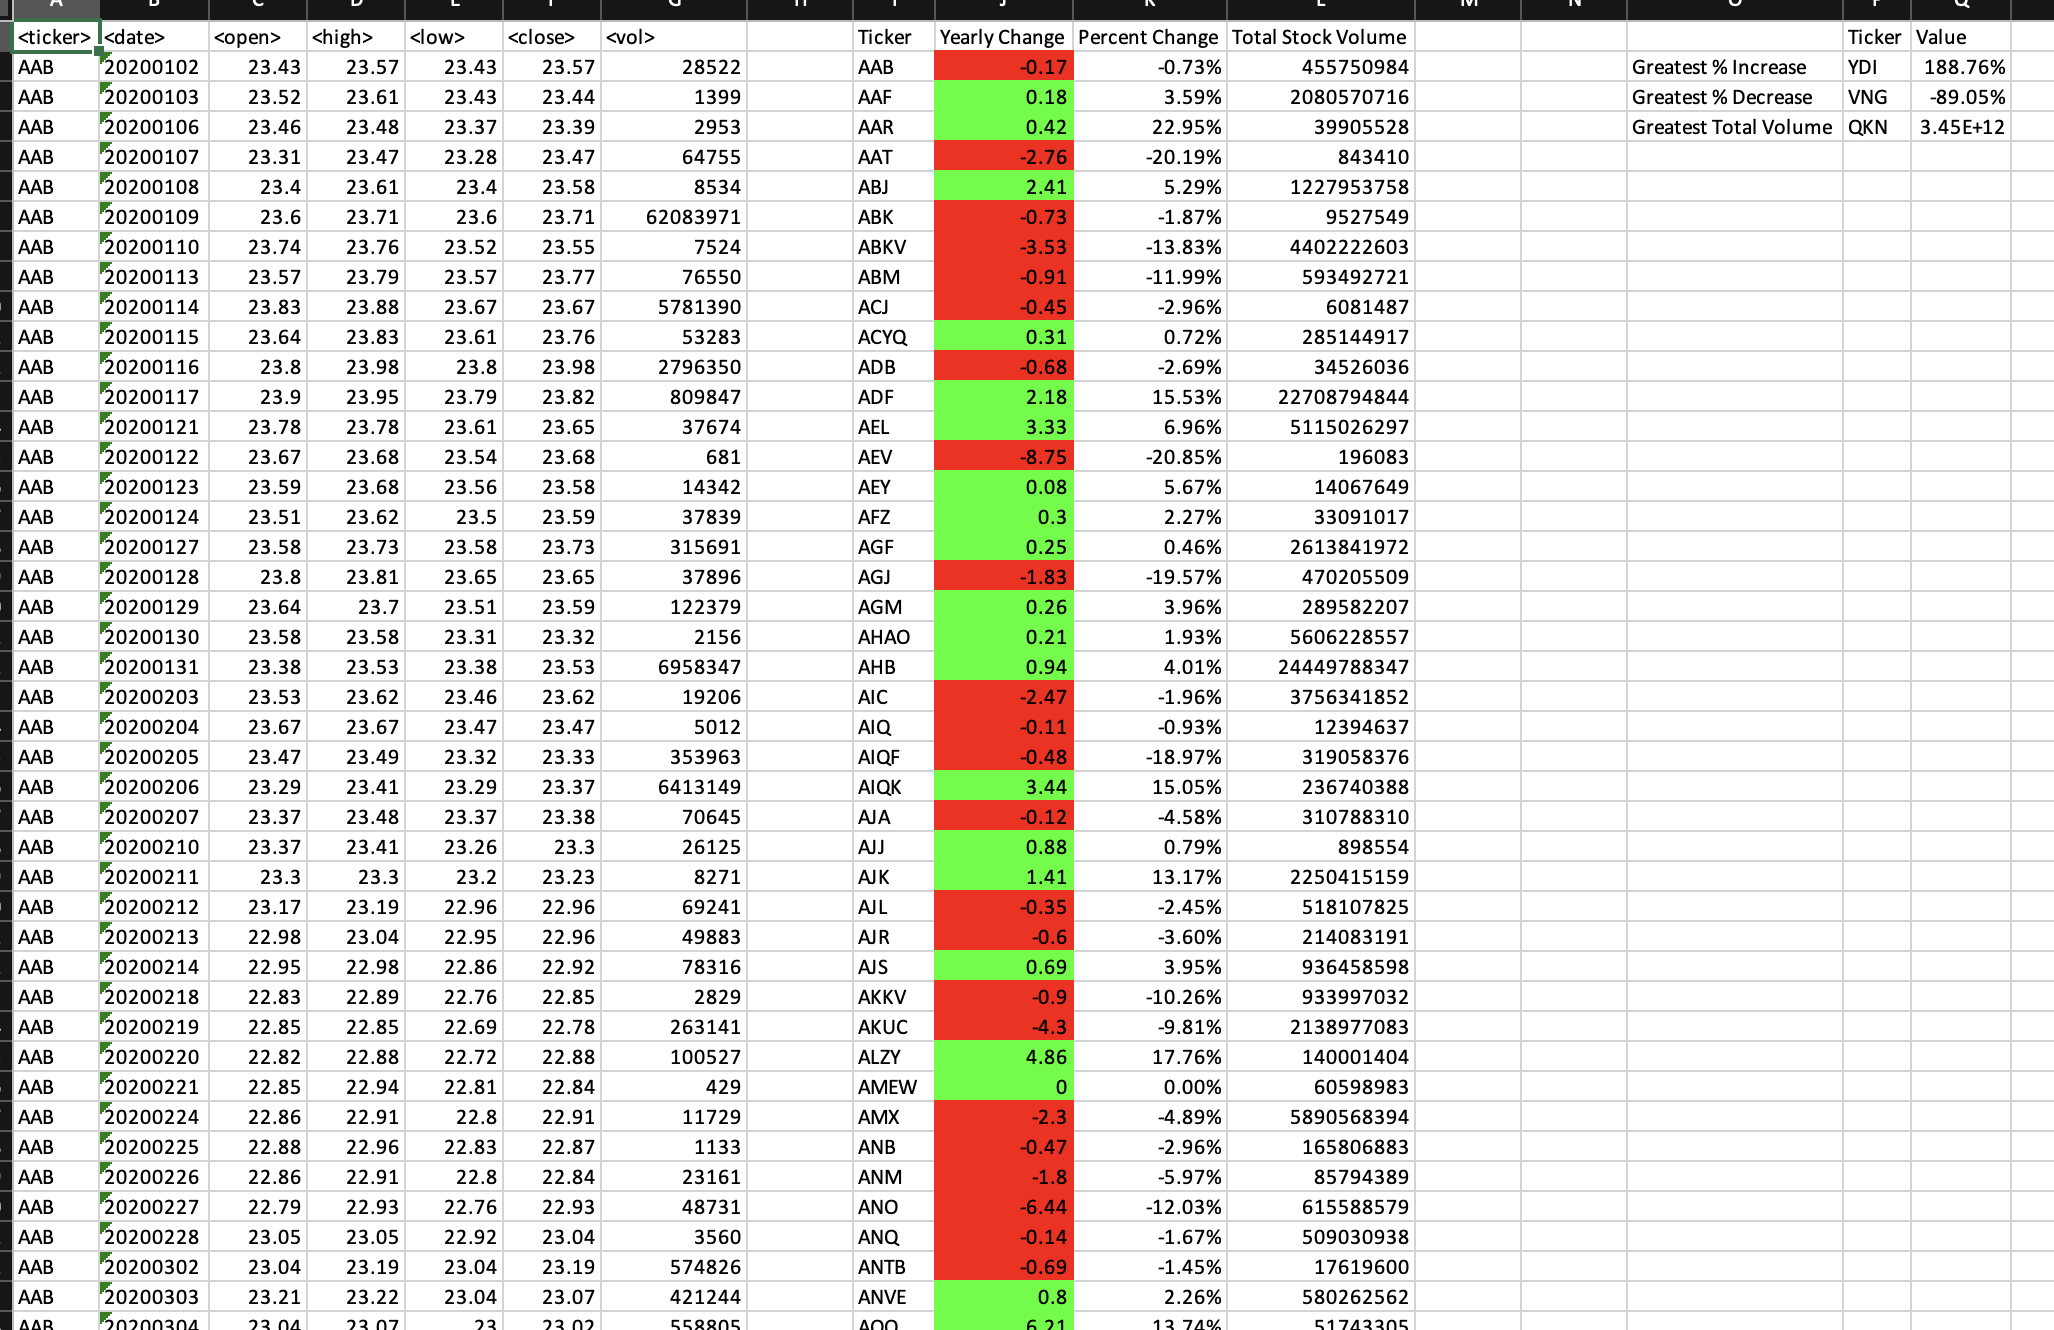 <ticker> <date> <open> <high> <low> <close> <vol> Ticker Yearly Change Percent Change Total Stock Volume Ticker Value
AAB 20200102 23.43 23.57 23.43 23.57 28522 AAB -0.17 -0.73% 455750984 Greatest % Increase YDI 188.76%
AAB 20200103 23.52 23.61 23.43 23.44 1399 AAF 0.18 3.59% 2080570716 Greatest % Decrease VNG -89.05%
AAB 20200106 23.46 23.48 23.37 23.39 2953 AAR 0.42 22.95% 39905528 Greatest Total Volume QKN 3.45E+12
AAB 20200107 23.31 23.47 23.28 23.47 64755 AAT -2.76 -20.19% 843410
AAB 20200108 23.4 23.61 23.4 23.58 8534 ABJ 2.41 5.29% 1227953758
AAB 20200109 23.6 23.71 23.6 23.71 62083971 ABK -0.73 -1.87% 9527549
AAB 20200110 23.74 23.76 23.52 23.55 7524 ABKV -3.53 -13.83% 4402222603
AAB 20200113 23.57 23.79 23.57 23.77 76550 ABM -0.91 -11.99% 593492721
AAB 20200114 23.83 23.88 23.67 23.67 5781390 ACJ -0.45 -2.96% 6081487
AAB 20200115 23.64 23.83 23.61 23.76 53283 ACYQ 0.31 0.72% 285144917
AAB 20200116 23.8 23.98 23.8 23.98 2796350 ADB -0.68 -2.69% 34526036
AAB 20200117 23.9 23.95 23.79 23.82 809847 ADF 2.18 15.53% 22708794844
AAB 20200121 23.78 23.78 23.61 23.65 37674 AEL 3.33 6.96% 5115026297
AAB 20200122 23.67 23.68 23.54 23.68 681 AEV -8.75 -20.85% 196083
AAB 20200123 23.59 23.68 23.56 23.58 14342 AEY 0.08 5.67% 14067649
AAB 20200124 23.51 23.62 23.5 23.59 37839 AFZ 0.3 2.27% 33091017
AAB 20200127 23.58 23.73 23.58 23.73 315691 AGF 0.25 0.46% 2613841972
AAB 20200128 23.8 23.81 23.65 23.65 37896 AGJ -1.83 -19.57% 470205509
AAB 20200129 23.64 23.7 23.51 23.59 122379 AGM 0.26 3.96% 289582207
AAB 20200130 23.58 23.58 23.31 23.32 2156 AHAO 0.21 1.93% 5606228557
AAB 20200131 23.38 23.53 23.38 23.53 6958347 AHB 0.94 4.01% 24449788347
AAB 20200203 23.53 23.62 23.46 23.62 19206 AIC -2.47 -1.96% 3756341852
AAB 20200204 23.67 23.67 23.47 23.47 5012 AIQ -0.11 -0.93% 12394637
AAB 20200205 23.47 23.49 23.32 23.33 353963 AIQF -0.48 -18.97% 319058376
AAB 20200206 23.29 23.41 23.29 23.37 6413149 AIQK 3.44 15.05% 236740388
AAB 20200207 23.37 23.48 23.37 23.38 70645 AJA -0.12 -4.58% 310788310
AAB 20200210 23.37 23.41 23.26 23.3 26125 AJJ 0.88 0.79% 898554
AAB 20200211 23.3 23.3 23.2 23.23 8271 AJK 1.41 13.17% 2250415159
AAB 20200212 23.17 23.19 22.96 22.96 69241 AJL -0.35 -2.45% 518107825
AAB 20200213 22.98 23.04 22.95 22.96 49883 AJR -0.6 -3.60% 214083191
AAB 20200214 22.95 22.98 22.86 22.92 78316 AJS 0.69 3.95% 936458598
AAB 20200218 22.83 22.89 22.76 22.85 2829 AKKV -0.9 -10.26% 933997032
AAB 20200219 22.85 22.85 22.69 22.78 263141 AKUC -4.3 -9.81% 2138977083
AAB 20200220 22.82 22.88 22.72 22.88 100527 ALZY 4.86 17.76% 140001404
AAB 20200221 22.85 22.94 22.81 22.84 429 AMEW 0 0.00% 60598983
AAB 20200224 22.86 22.91 22.8 22.91 11729 AMX -2.3 -4.89% 5890568394
AAB 20200225 22.88 22.96 22.83 22.87 1133 ANB -0.47 -2.96% 165806883
AAB 20200226 22.86 22.91 22.8 22.84 23161 ANM -1.8 -5.97% 85794389
AAB 20200227 22.79 22.93 22.76 22.93 48731 ANO -6.44 -12.03% 615588579
AAB 20200228 23.05 23.05 22.92 23.04 3560 ANQ -0.14 -1.67% 509030938
AAB 20200302 23.04 23.19 23.04 23.19 574826 ANTB -0.69 -1.45% 17619600
AAB 20200303 23.21 23.22 23.04 23.07 421244 ANVE 0.8 2.26% 580262562
AAB 20200304 23.04 23.07 23 23.02 558805 6.21 13.74% 51743305